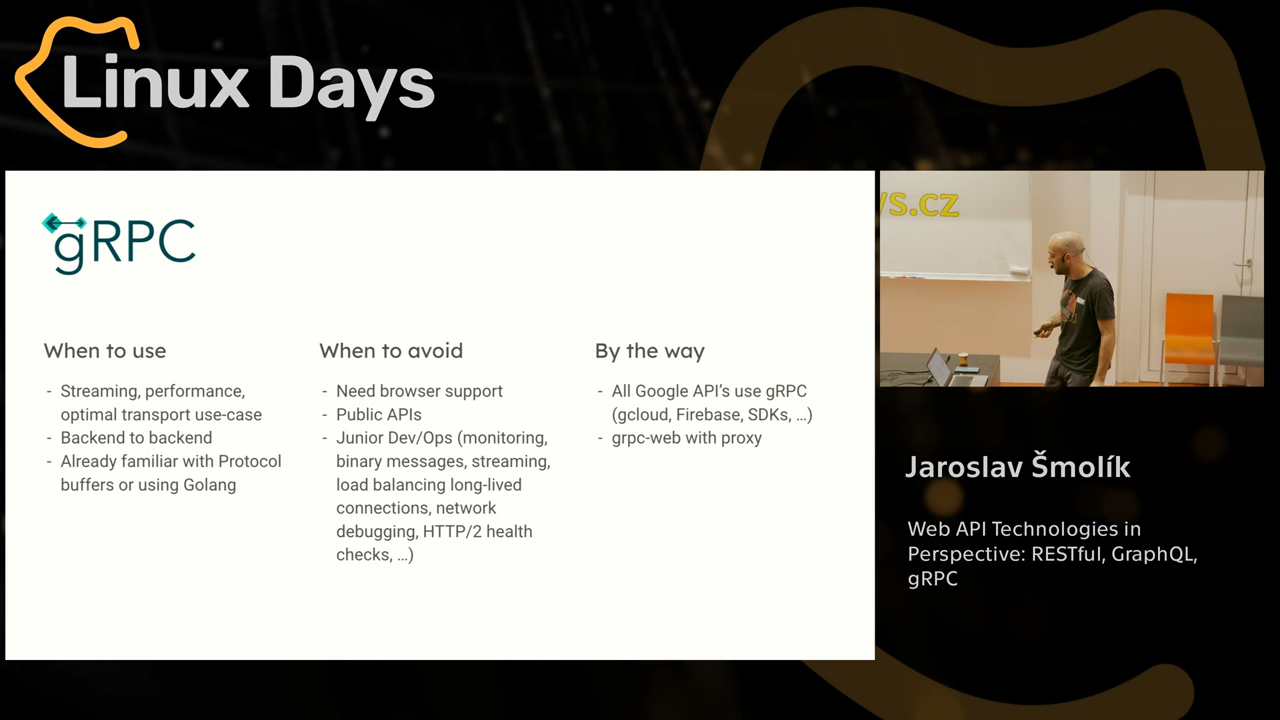 Linux Days
gRPC
When to use
- Streaming, performance,
optimal transport use-case
- Backend to backend
- Already familiar with Protocol
buffers or using Golang
When to avoid
- Need browser support
- Public APIs
- Junior Dev/Ops (monitoring,
binary messages, streaming,
load balancing long-lived
connections, network
debugging, HTTP/2 health
checks, ...)
By the way
- All Google API’s use gRPC
(gcloud, Firebase, SDKs, ...)
- grpc-web with proxy
ys.cz
Jaroslav Šmolík
Web API Technologies in
Perspective: RESTful, GraphQL,
gRPC